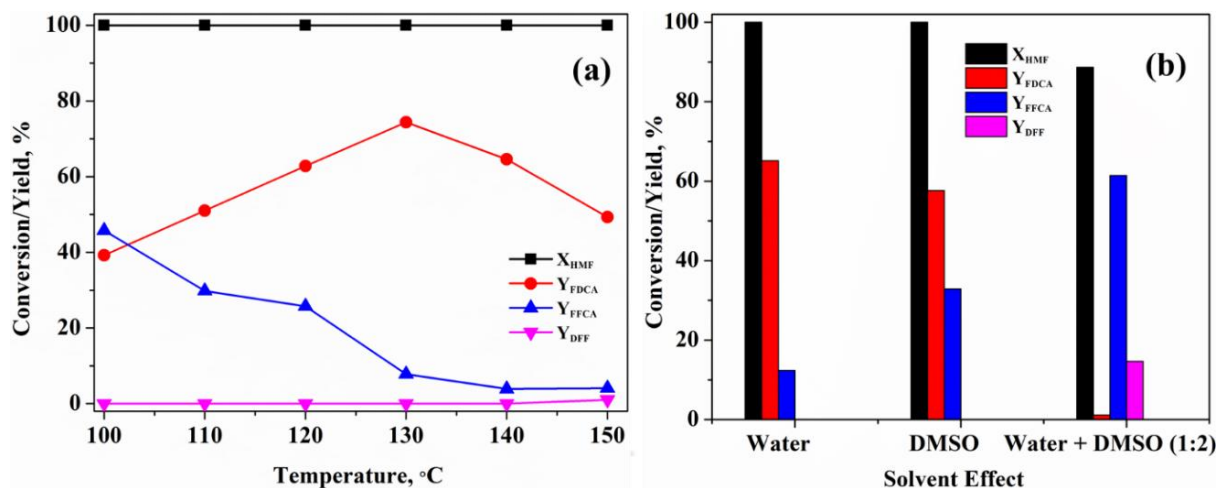 100
80
60
40
20
0
Conversion/Yield, %
(a)
X_HMF
Y_FDCA
Y_FFCA
Y_DFF
100 110 120 130 140 150
Temperature, °C
100
80
60
40
20
0
Conversion/Yield, %
(b)
X_HMF
Y_FDCA
Y_FFCA
Y_DFF
Water DMSO Water + DMSO (1:2)
Solvent Effect